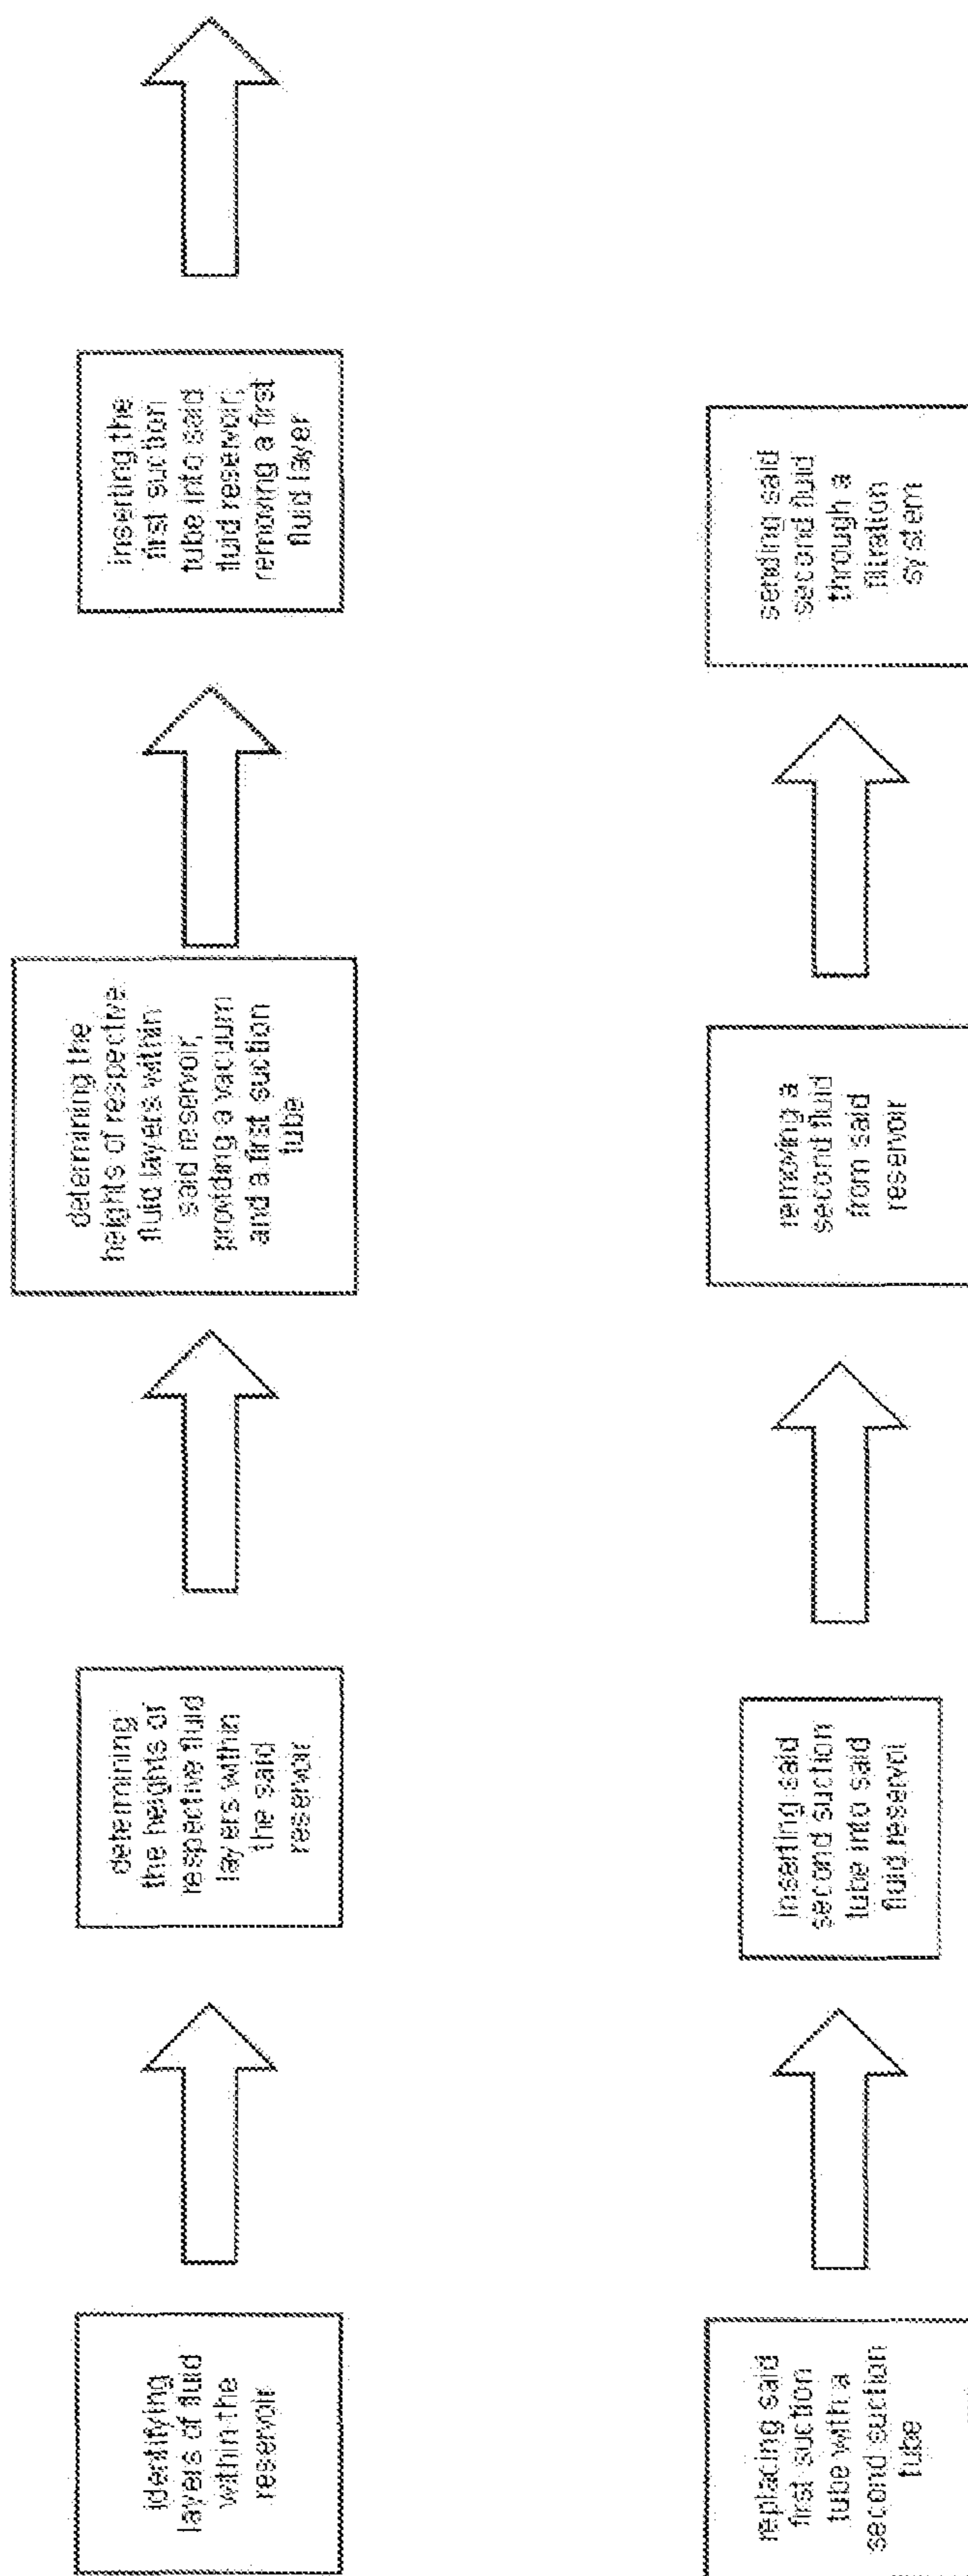 identifying
layers of fluid
within the
reservoir
determining
the heights or
respective fluid
layers within
the said
reservoir
determining the
heights of respective
fluid layers within
said reservoir,
providing a vacuum
and a first suction
tube
inserting the
first suction
tube into said
fluid reservoir,
removing a first
fluid layer
replacing said
first suction
tube with a
second suction
tube
inserting said
second suction
tube into said
fluid reservoi
removing a
second fluid
from said
reservoir
sending said
second fluid
through a
filtration
system